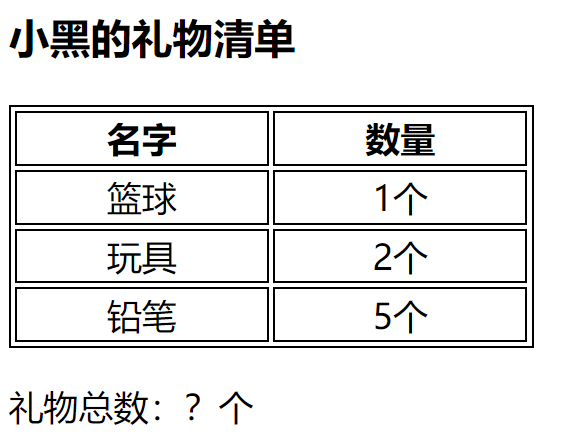 小黑的礼物清单
名字 数量
篮球 1个
玩具 2个
铅笔 5个
礼物总数：？个